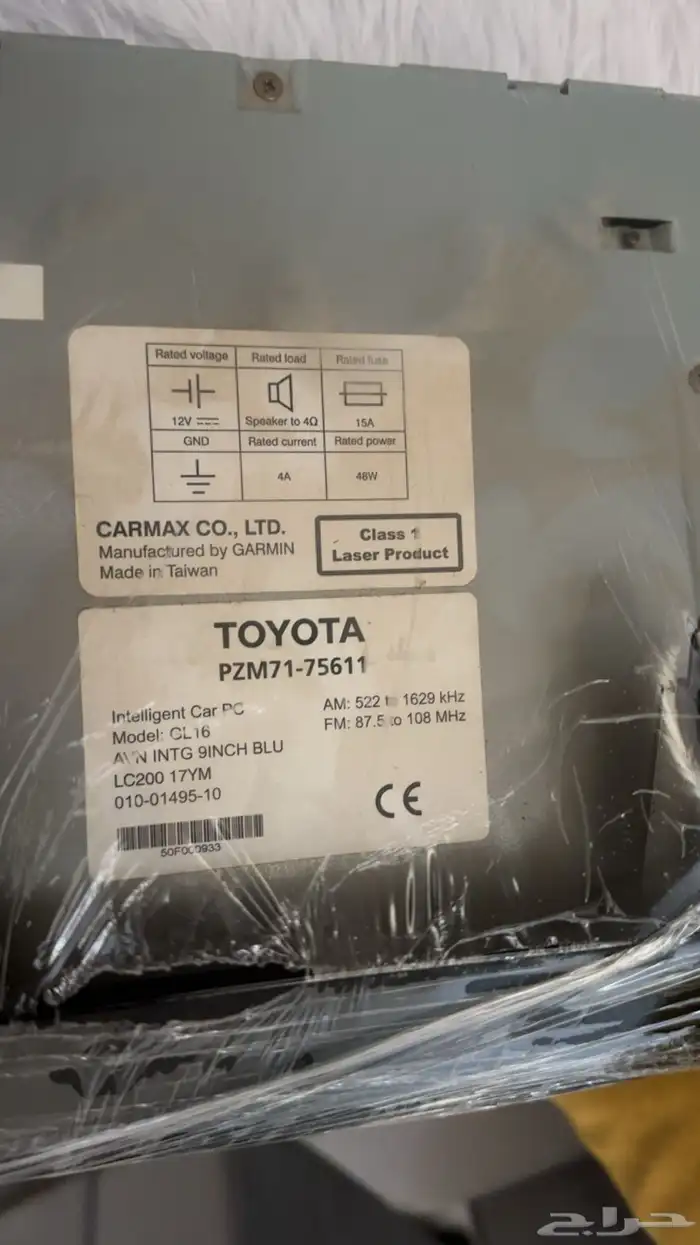 Rated voltage Rated load Rated fuse
12V Speaker to 4Ω 15A
GND Rated current Rated power
4A 48W
CARMAX CO., LTD.
Manufactured by GARMIN
Made in Taiwan
Class 1
Laser Product
TOYOTA
PZM71-75611
Intelligent Car PC
Model: CL16
AVN INTG 9INCH BLU
LC200 17YM
010-01495-10
AM: 522 to 1629 kHz
FM: 87.5 to 108 MHz
CE
50F000933
حراج